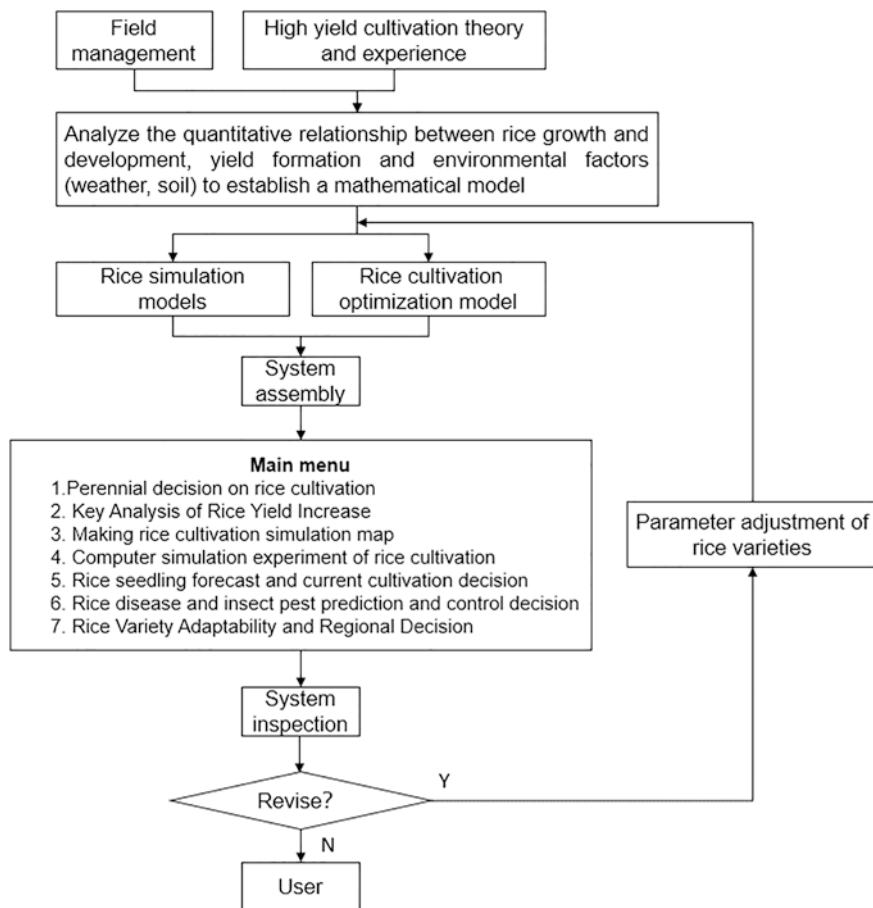 Field
management
High yield cultivation theory
and experience
Analyze the quantitative relationship between rice growth and
development, yield formation and environmental factors
(weather, soil) to establish a mathematical model
Rice simulation
models
Rice cultivation
optimization model
System
assembly
Main menu
1.Perennial decision on rice cultivation
2. Key Analysis of Rice Yield Increase
3. Making rice cultivation simulation map
4. Computer simulation experiment of rice cultivation
5. Rice seedling forecast and current cultivation decision
6. Rice disease and insect pest prediction and control decision
7. Rice Variety Adaptability and Regional Decision
Parameter adjustment of
rice varieties
System
inspection
Revise?
Y
N
User